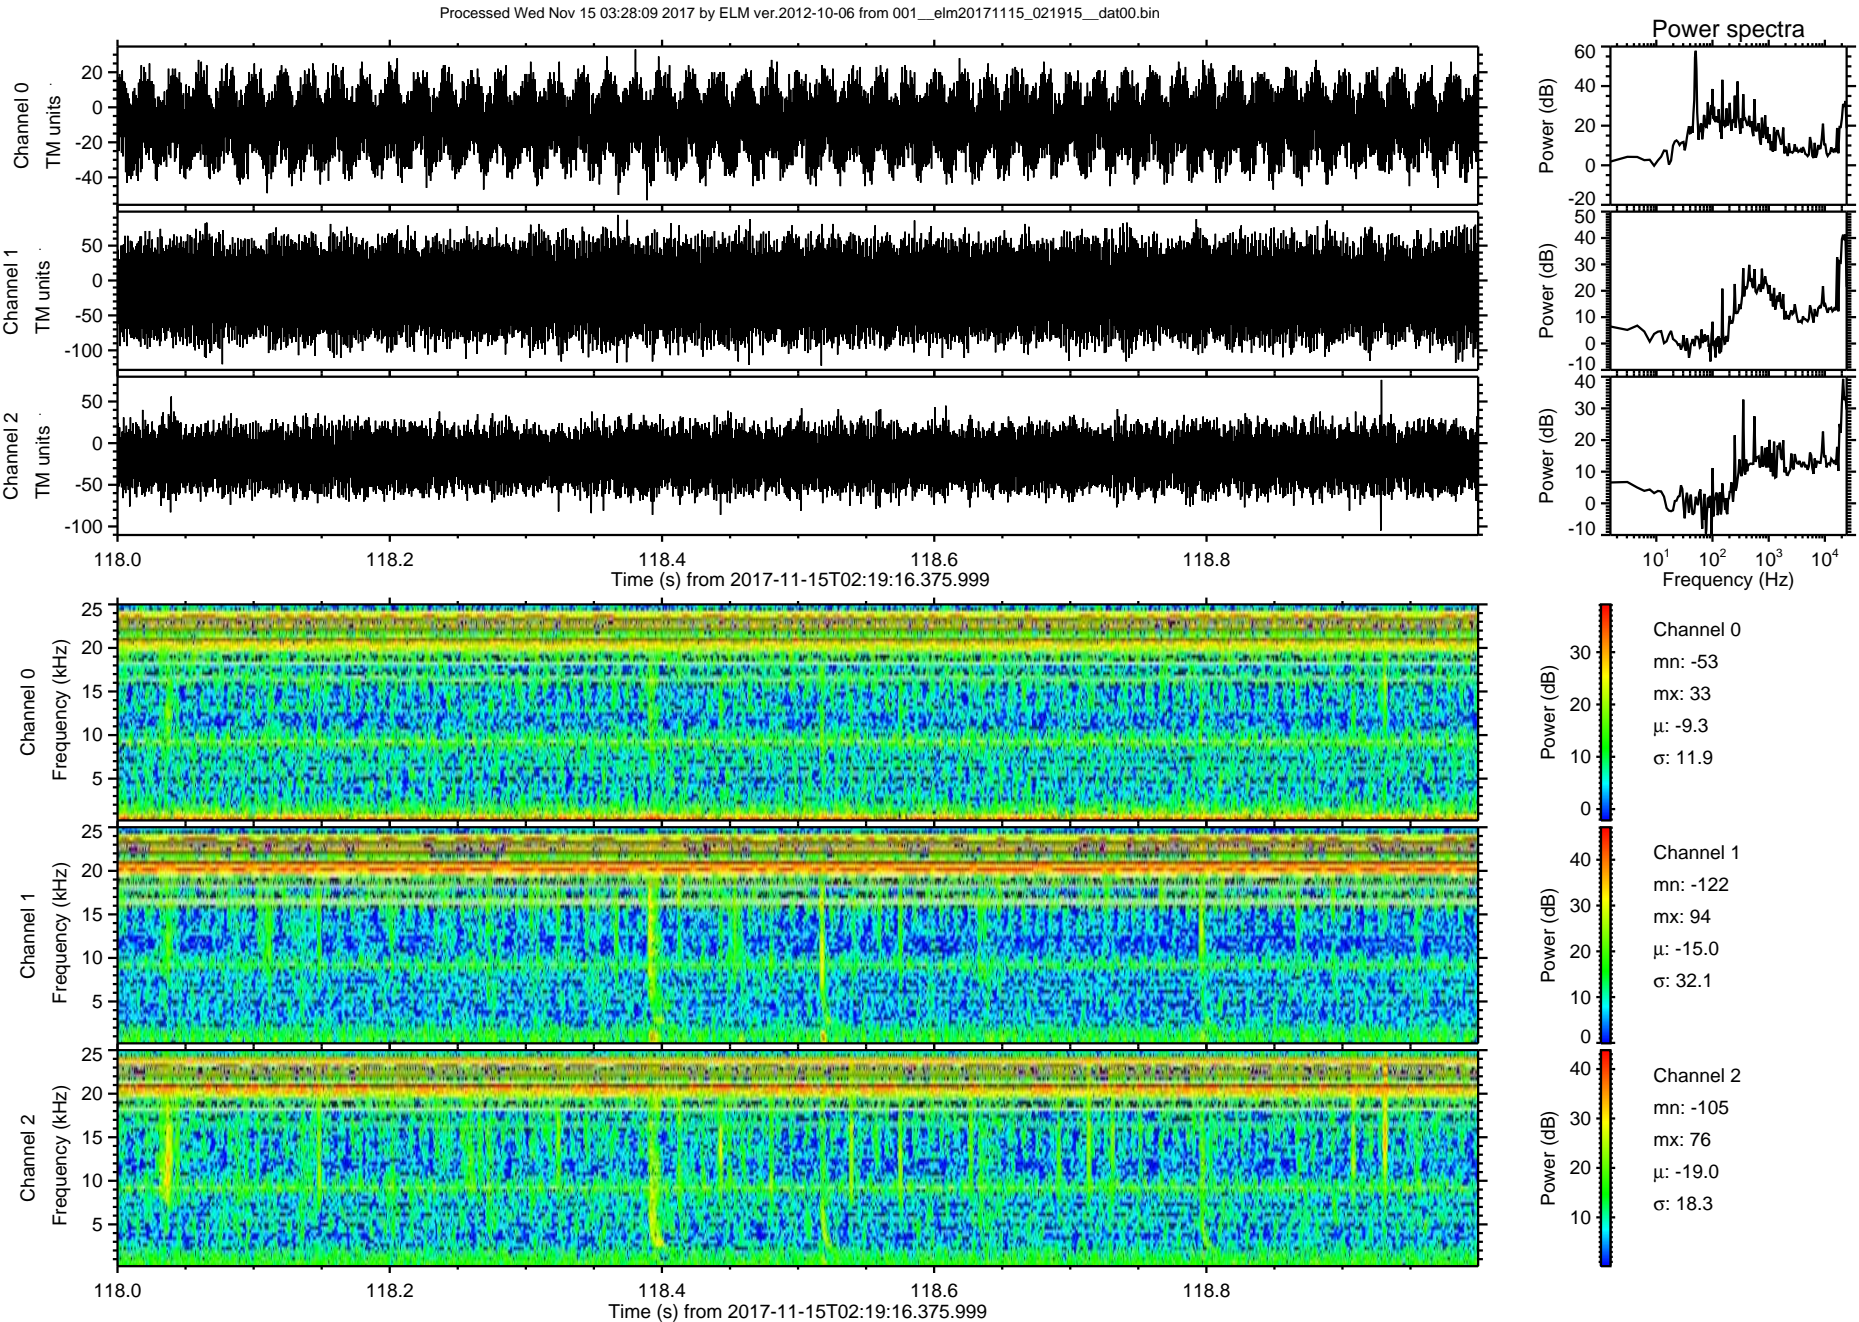 Processed Wed Nov 15 03:28:09 2017 by ELM ver.2012-10-06 from 001__elm20171115_021915__dat00.bin
Power spectra
Channel 0
TM units
20
0
-20
-40
Power (dB)
60
40
20
0
-20
Channel 1
TM units
50
0
-50
-100
Power (dB)
50
40
30
20
10
0
-10
Channel 2
TM units
50
0
-50
-100
Power (dB)
40
30
20
10
0
-10
118.0 118.2 118.4 118.6 118.8
Time (s) from 2017-11-15T02:19:16.375.999
10¹ 10² 10³ 10⁴
Frequency (Hz)
Channel 0
Frequency (kHz)
25
20
15
10
5
Power (dB)
30
20
10
0
Channel 0
mn: -53
mx: 33
μ: -9.3
σ: 11.9
Channel 1
Frequency (kHz)
25
20
15
10
5
Power (dB)
40
30
20
10
0
Channel 1
mn: -122
mx: 94
μ: -15.0
σ: 32.1
Channel 2
Frequency (kHz)
25
20
15
10
5
Power (dB)
40
30
20
10
Channel 2
mn: -105
mx: 76
μ: -19.0
σ: 18.3
118.0 118.2 118.4 118.6 118.8
Time (s) from 2017-11-15T02:19:16.375.999